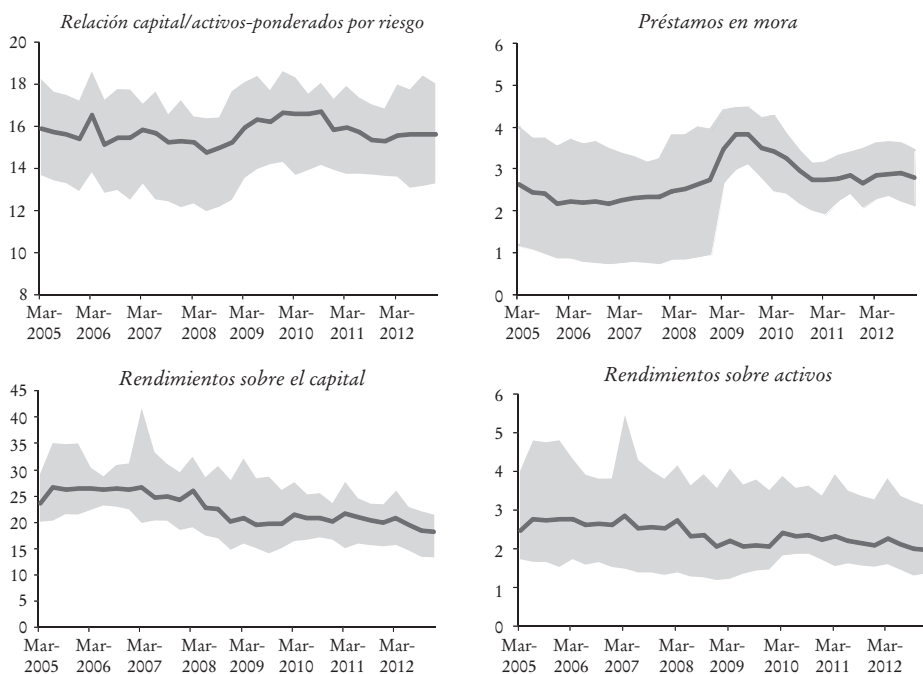 Relación capital/activos-ponderados por riesgo
20
18
16
14
12
10
8
Mar- Mar- Mar- Mar- Mar- Mar- Mar- Mar-
2005 2006 2007 2008 2009 2010 2011 2012
Préstamos en mora
6
5
4
3
2
1
0
Mar- Mar- Mar- Mar- Mar- Mar- Mar- Mar-
2005 2006 2007 2008 2009 2010 2011 2012
Rendimientos sobre el capital
45
40
35
30
25
20
15
10
5
0
Mar- Mar- Mar- Mar- Mar- Mar- Mar- Mar-
2005 2006 2007 2008 2009 2010 2011 2012
Rendimientos sobre activos
6
5
4
3
2
1
0
Mar- Mar- Mar- Mar- Mar- Mar- Mar- Mar-
2005 2006 2007 2008 2009 2010 2011 2012